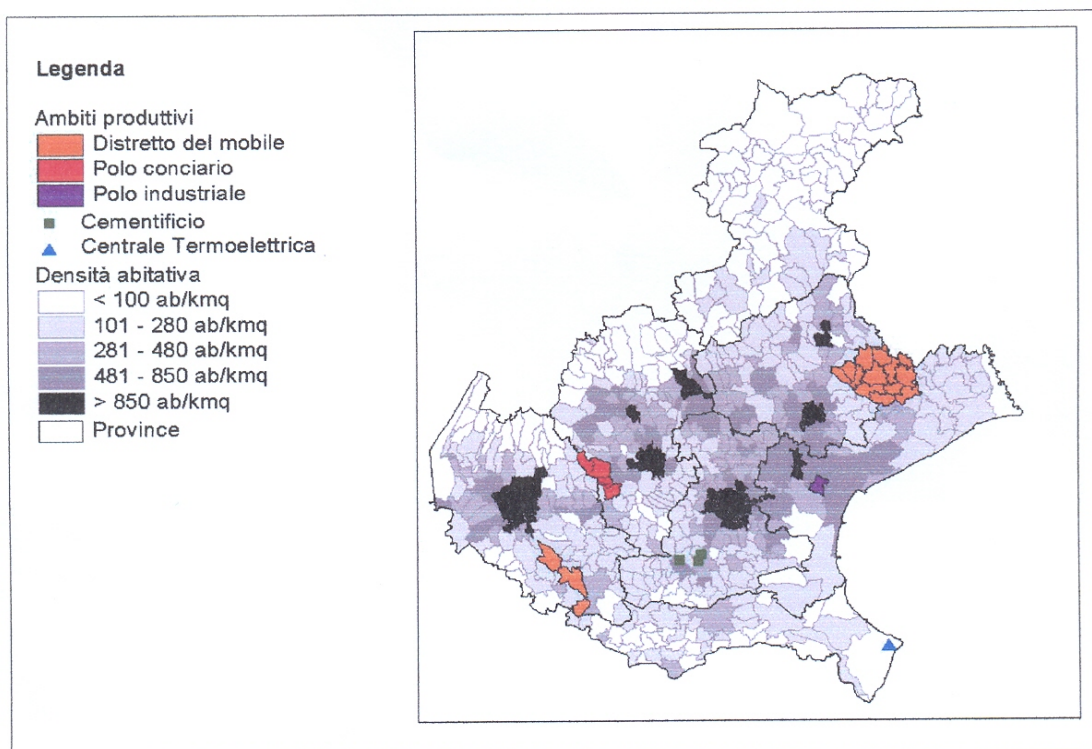 Legenda
Ambiti produttivi
Distretto del mobile
Polo conciario
Polo industriale
Cementificio
Centrale Termoelettrica
Densità abitativa
< 100 ab/kmq
101 - 280 ab/kmq
281 - 480 ab/kmq
481 - 850 ab/kmq
> 850 ab/kmq
Province